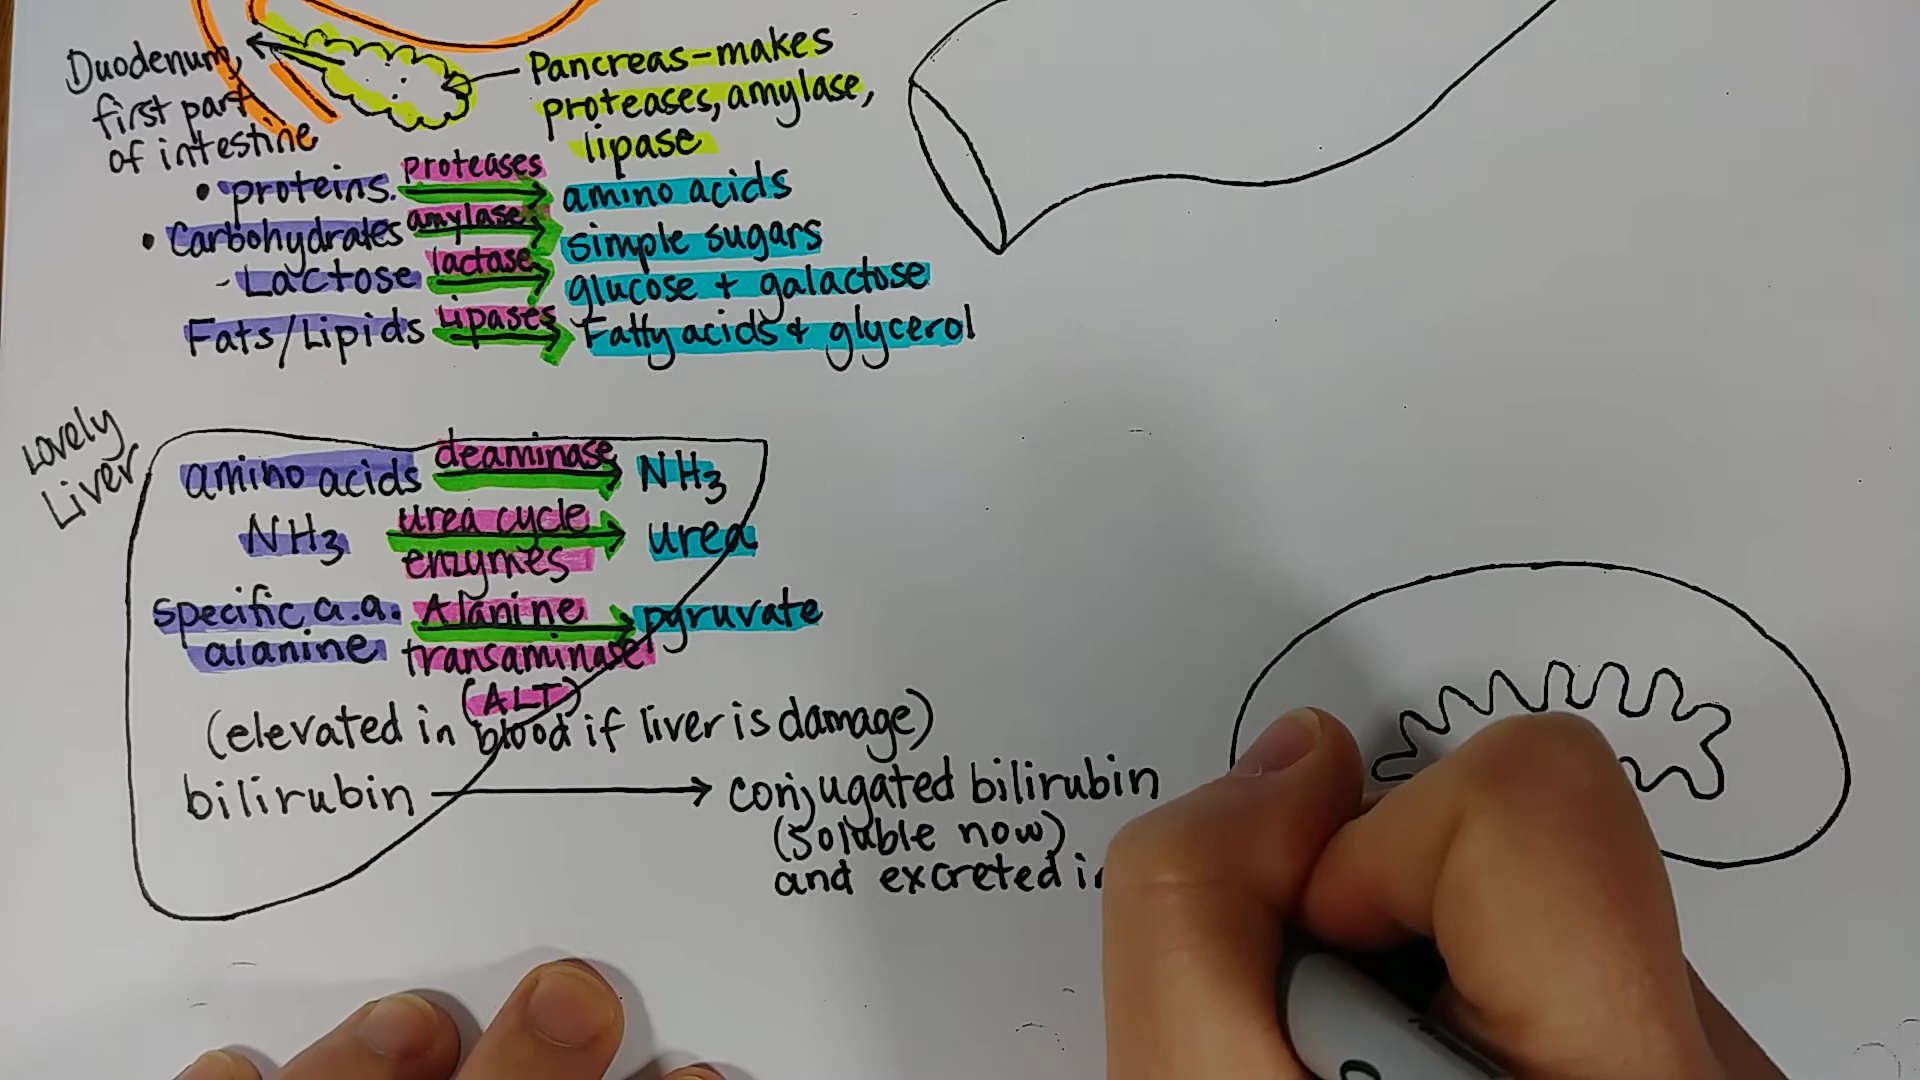 Duodenum,
first part
of intestine
Pancreas-makes
proteases, amylase,
lipase
• proteins. proteases amino acids
• Carbohydrates amylase simple sugars
- Lactose lactase glucose + galactose
Fats/Lipids Lipases Fatty acids & glycerol
Lovely
Liver
amino acids deaminase NH3
NH3 urea cycle enzymes urea
specific a.a. alanine Alanine transaminase (ALT) pyruvate
(elevated in blood if liver is damage)
bilirubin conjugated bilirubin
(soluble now)
and excreted